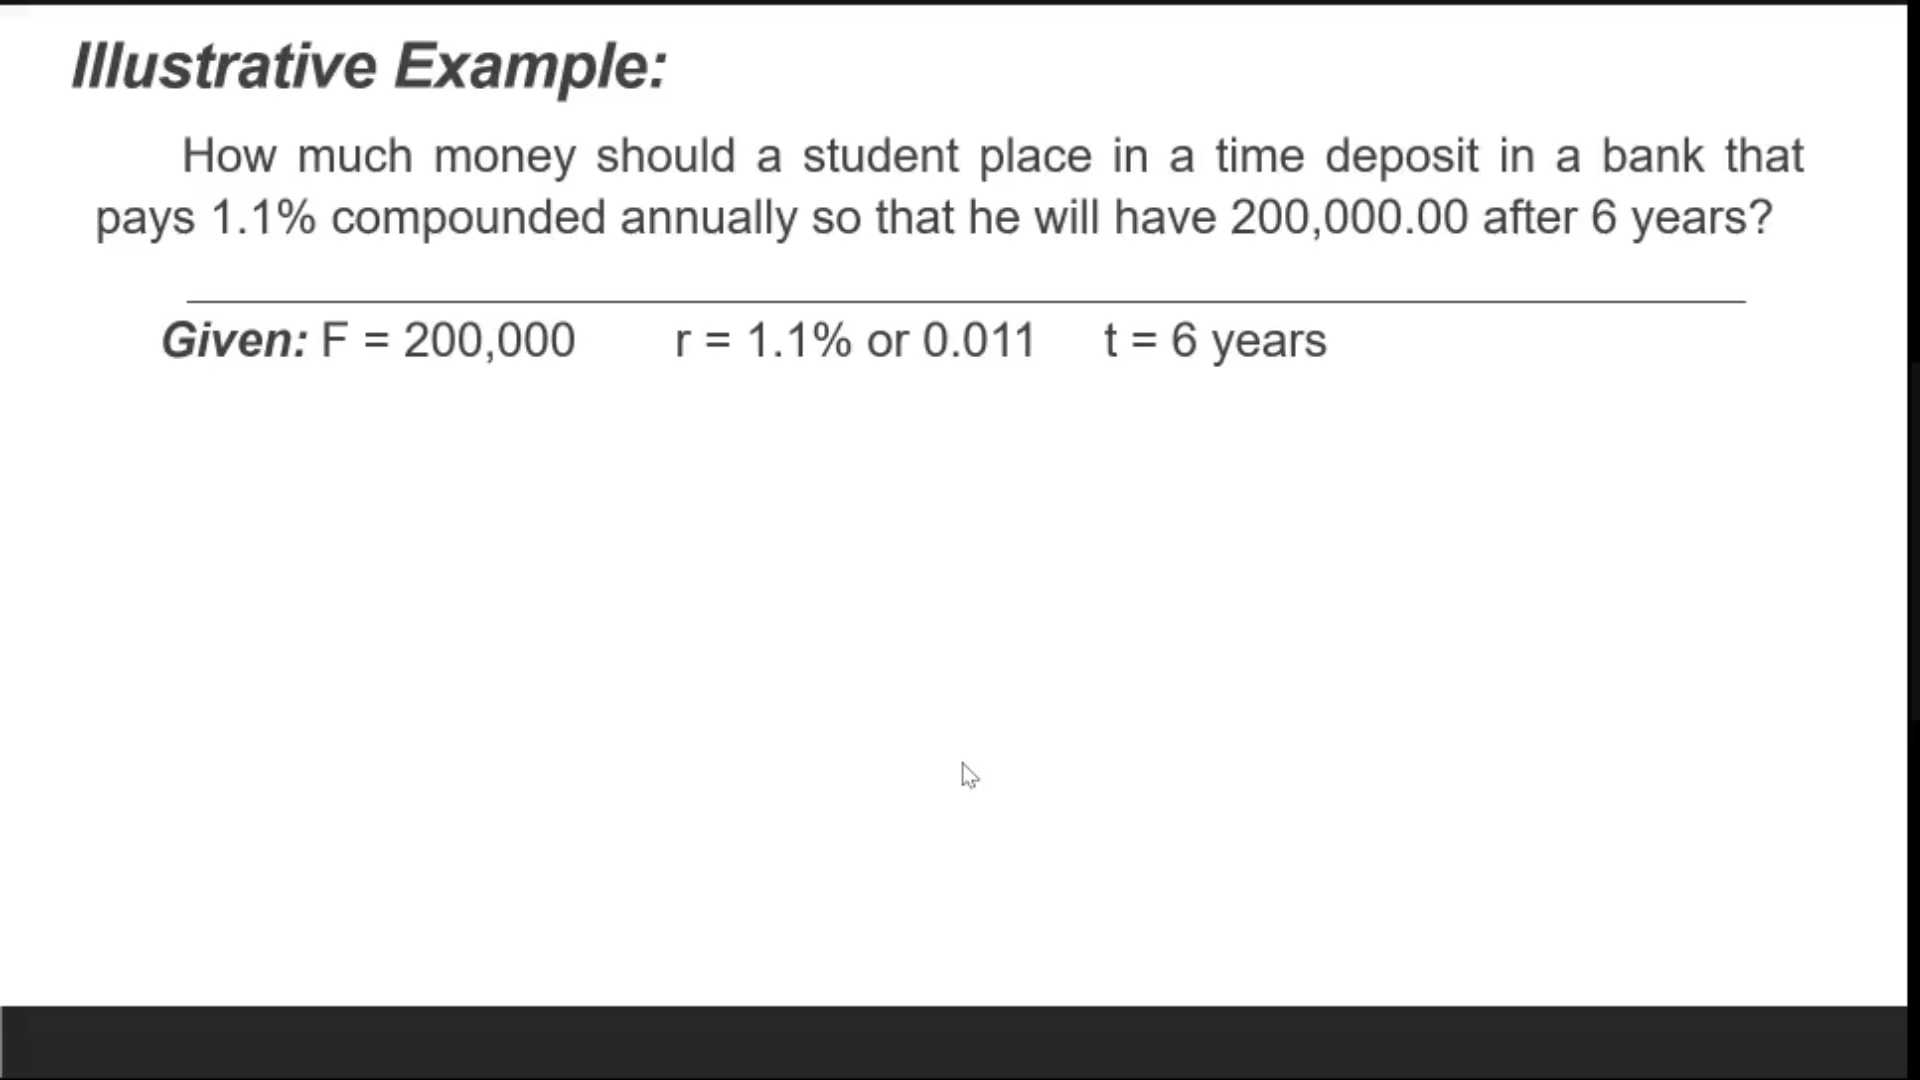 Illustrative Example:
How much money should a student place in a time deposit in a bank that
pays 1.1% compounded annually so that he will have 200,000.00 after 6 years?
Given: F = 200,000 r = 1.1% or 0.011 t = 6 years